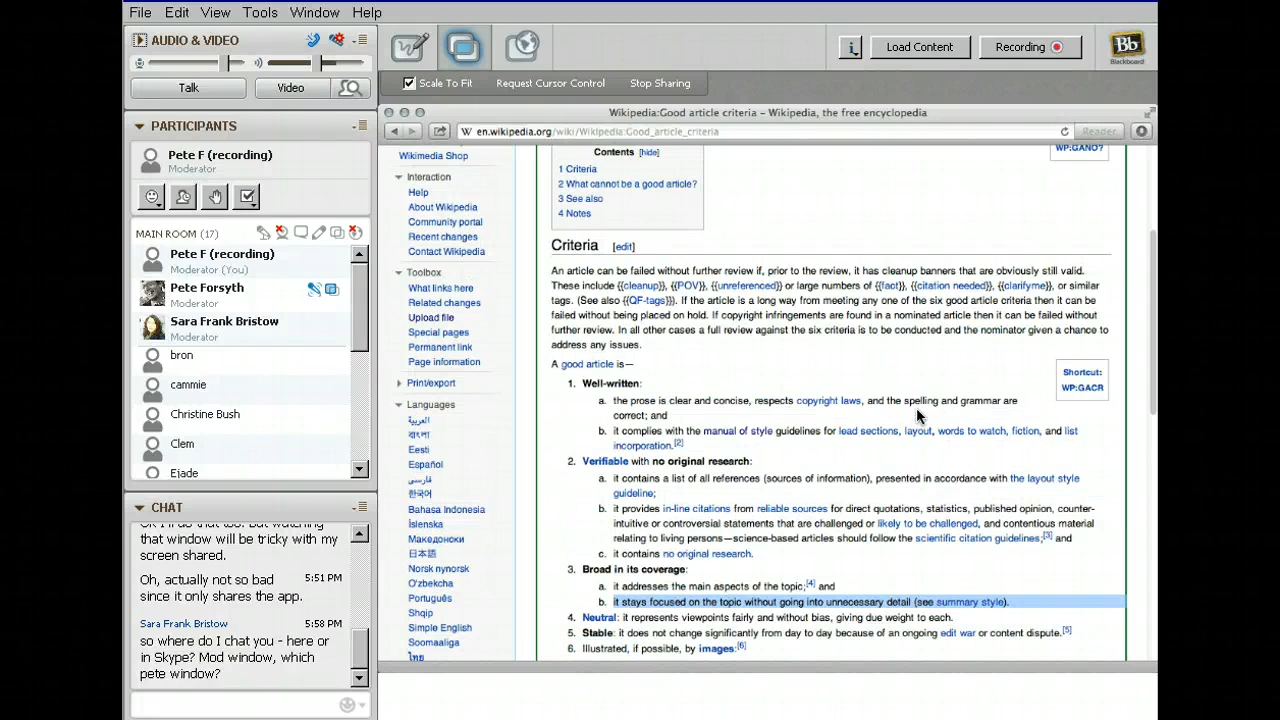 File Edit View Tools Window Help
AUDIO & VIDEO
Talk
Video
PARTICIPANTS
Pete F (recording)
Moderator
MAIN ROOM (17)
Pete F (recording)
Moderator (You)
Pete Forsyth
Moderator
Sara Frank Bristow
Moderator
bron
cammie
Christine Bush
Clem
Ejade
CHAT
Ok I'll do that too. But watching
that window will be tricky with my
screen shared.
Oh, actually not so bad 5:51 PM
since it only shares the app.
Sara Frank Bristow 5:58 PM
so where do I chat you - here or
in Skype? Mod window, which
pete window?
i
Load Content
Recording
Bb
Blackboard
Scale To Fit Request Cursor Control Stop Sharing
Wikipedia:Good article criteria – Wikipedia, the free encyclopedia
W en.wikipedia.org/wiki/Wikipedia:Good_article_criteria
Reader
Wikimedia Shop
Interaction
Help
About Wikipedia
Community portal
Recent changes
Contact Wikipedia
Toolbox
What links here
Related changes
Upload file
Special pages
Permanent link
Page information
Print/export
Languages
العربية
বাংলা
Eesti
Español
فارسی
한국어
Bahasa Indonesia
Íslenska
Македонски
日本語
Norsk nynorsk
O'zbekcha
Português
Shqip
Simple English
Soomaaliga
ไทย
Contents [hide]
1 Criteria
2 What cannot be a good article?
3 See also
4 Notes
WP:GANO?
Criteria [edit]
An article can be failed without further review if, prior to the review, it has cleanup banners that are obviously still valid.
These include {{cleanup}}, {{POV}}, {{unreferenced}} or large numbers of {{fact}}, {{citation needed}}, {{clarifyme}}, or similar
tags. (See also {{QF-tags}}). If the article is a long way from meeting any one of the six good article criteria then it can be
failed without being placed on hold. If copyright infringements are found in a nominated article then it can be failed without
further review. In all other cases a full review against the six criteria is to be conducted and the nominator given a chance to
address any issues.
A good article is—
Shortcut:
WP:GACR
1. Well-written:
a. the prose is clear and concise, respects copyright laws, and the spelling and grammar are
correct; and
b. it complies with the manual of style guidelines for lead sections, layout, words to watch, fiction, and list
incorporation.[2]
2. Verifiable with no original research:
a. it contains a list of all references (sources of information), presented in accordance with the layout style
guideline;
b. it provides in-line citations from reliable sources for direct quotations, statistics, published opinion, counter-
intuitive or controversial statements that are challenged or likely to be challenged, and contentious material
relating to living persons—science-based articles should follow the scientific citation guidelines;[3] and
c. it contains no original research.
3. Broad in its coverage:
a. it addresses the main aspects of the topic;[4] and
b. it stays focused on the topic without going into unnecessary detail (see summary style).
4. Neutral: it represents viewpoints fairly and without bias, giving due weight to each.
5. Stable: it does not change significantly from day to day because of an ongoing edit war or content dispute.[5]
6. Illustrated, if possible, by images:[6]